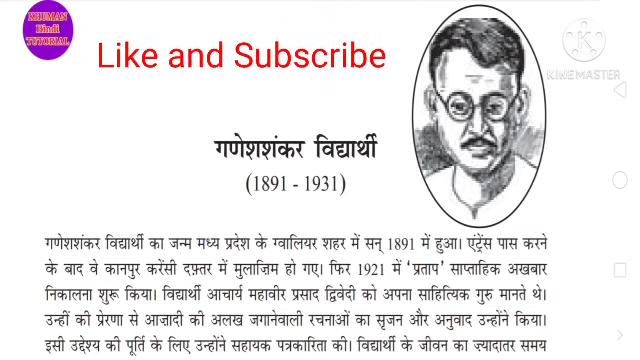 KHUMAN
Hindi
TUTORIAL
Like and Subscribe
KINEMASTER
गणेशशंकर विद्यार्थी
(1891 - 1931)
गणेशशंकर विद्यार्थी का जन्म मध्य प्रदेश के ग्वालियर शहर में सन् 1891 में हुआ। एंट्रेंस पास करने
के बाद वे कानपुर करेंसी दफ़्तर में मुलाज़िम हो गए। फिर 1921 में ‘प्रताप’ साप्ताहिक अखबार
निकालना शुरू किया। विद्यार्थी आचार्य महावीर प्रसाद द्विवेदी को अपना साहित्यिक गुरु मानते थे।
उन्हीं की प्रेरणा से आज़ादी की अलख जगानेवाली रचनाओं का सृजन और अनुवाद उन्होंने किया।
इसी उद्देश्य की पूर्ति के लिए उन्होंने सहायक पत्रकारिता की। विद्यार्थी के जीवन का ज़्यादातर समय